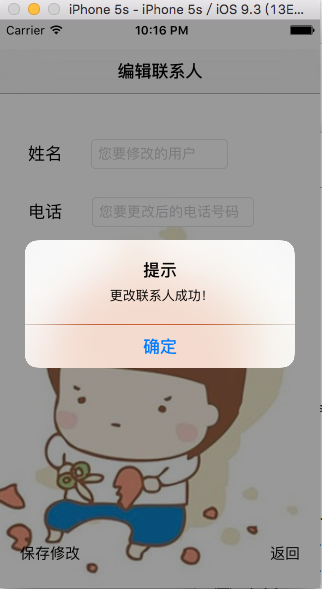 iPhone 5s - iPhone 5s / iOS 9.3 (13E...
Carrier 10:16 PM
编辑联系人
姓名 您要修改的用户
电话 您要更改后的电话号码
提示
更改联系人成功!
确定
保存修改 返回